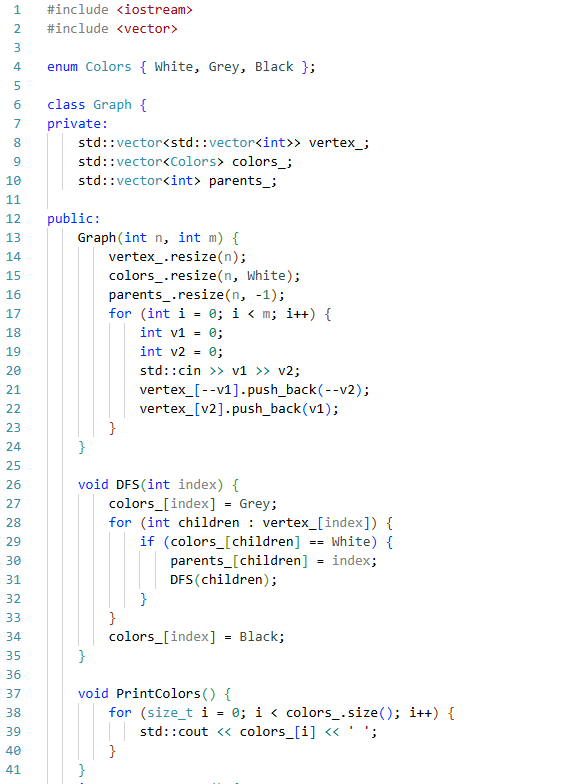 1 #include <iostream>
2 #include <vector>
3
4 enum Colors { White, Grey, Black };
5
6 class Graph {
7 private:
8     std::vector<std::vector<int>> vertex_;
9     std::vector<Colors> colors_;
10     std::vector<int> parents_;
11
12 public:
13     Graph(int n, int m) {
14         vertex_.resize(n);
15         colors_.resize(n, White);
16         parents_.resize(n, -1);
17         for (int i = 0; i < m; i++) {
18             int v1 = 0;
19             int v2 = 0;
20             std::cin >> v1 >> v2;
21             vertex_[--v1].push_back(--v2);
22             vertex_[v2].push_back(v1);
23         }
24     }
25
26     void DFS(int index) {
27         colors_[index] = Grey;
28         for (int children : vertex_[index]) {
29             if (colors_[children] == White) {
30                 parents_[children] = index;
31                 DFS(children);
32             }
33         }
34         colors_[index] = Black;
35     }
36
37     void PrintColors() {
38         for (size_t i = 0; i < colors_.size(); i++) {
39             std::cout << colors_[i] << ' ';
40         }
41     }